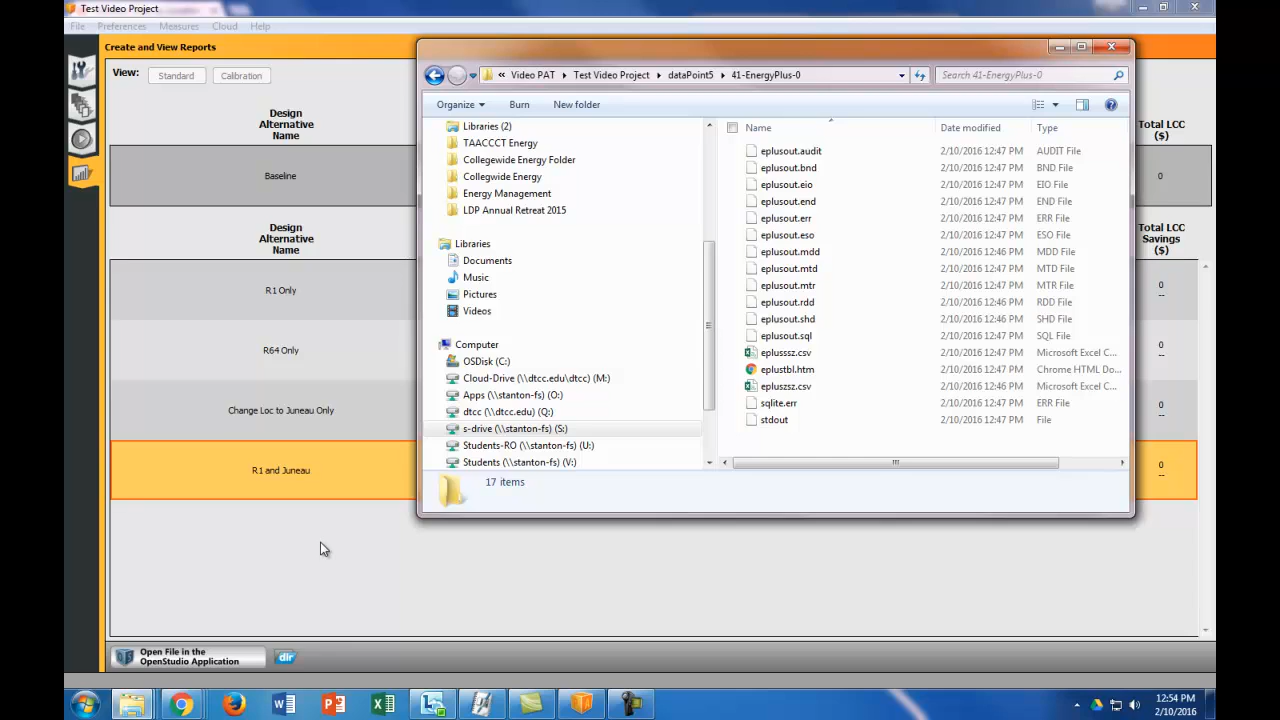 Test Video Project
File Preferences Measures Cloud Help
Create and View Reports
View: Standard Calibration
Design
Alternative
Name
Baseline
Design
Alternative
Name
R1 Only
R64 Only
Change Loc to Juneau Only
R1 and Juneau
Total LCC
($)
0
Total LCC
Savings
($)
0
--
0
--
0
--
0
--
« Video PAT Test Video Project dataPoint5 41-EnergyPlus-0
Search 41-EnergyPlus-0
Organize Burn New folder
Libraries (2)
TAACCCT Energy
Collegewide Energy Folder
Collegwide Energy
Energy Management
LDP Annual Retreat 2015
Libraries
Documents
Music
Pictures
Videos
Computer
OSDisk (C:)
Cloud-Drive (\\dtcc.edu\dtcc) (M:)
Apps (\\stanton-fs) (O:)
dtcc (\\dtcc.edu) (Q:)
s-drive (\\stanton-fs) (S:)
Students-RO (\\stanton-fs) (U:)
Students (\\stanton-fs) (V:)
Name Date modified Type
eplusout.audit 2/10/2016 12:47 PM AUDIT File
eplusout.bnd 2/10/2016 12:47 PM BND File
eplusout.eio 2/10/2016 12:47 PM EIO File
eplusout.end 2/10/2016 12:47 PM END File
eplusout.err 2/10/2016 12:47 PM ERR File
eplusout.eso 2/10/2016 12:47 PM ESO File
eplusout.mdd 2/10/2016 12:46 PM MDD File
eplusout.mtd 2/10/2016 12:47 PM MTD File
eplusout.mtr 2/10/2016 12:47 PM MTR File
eplusout.rdd 2/10/2016 12:46 PM RDD File
eplusout.shd 2/10/2016 12:46 PM SHD File
eplusout.sql 2/10/2016 12:47 PM SQL File
eplusssz.csv 2/10/2016 12:47 PM Microsoft Excel C...
eplustbl.htm 2/10/2016 12:47 PM Chrome HTML Do...
epluszsz.csv 2/10/2016 12:46 PM Microsoft Excel C...
sqlite.err 2/10/2016 12:47 PM ERR File
stdout 2/10/2016 12:47 PM File
17 items
Open File in the
OpenStudio Application
dir
12:54 PM
2/10/2016